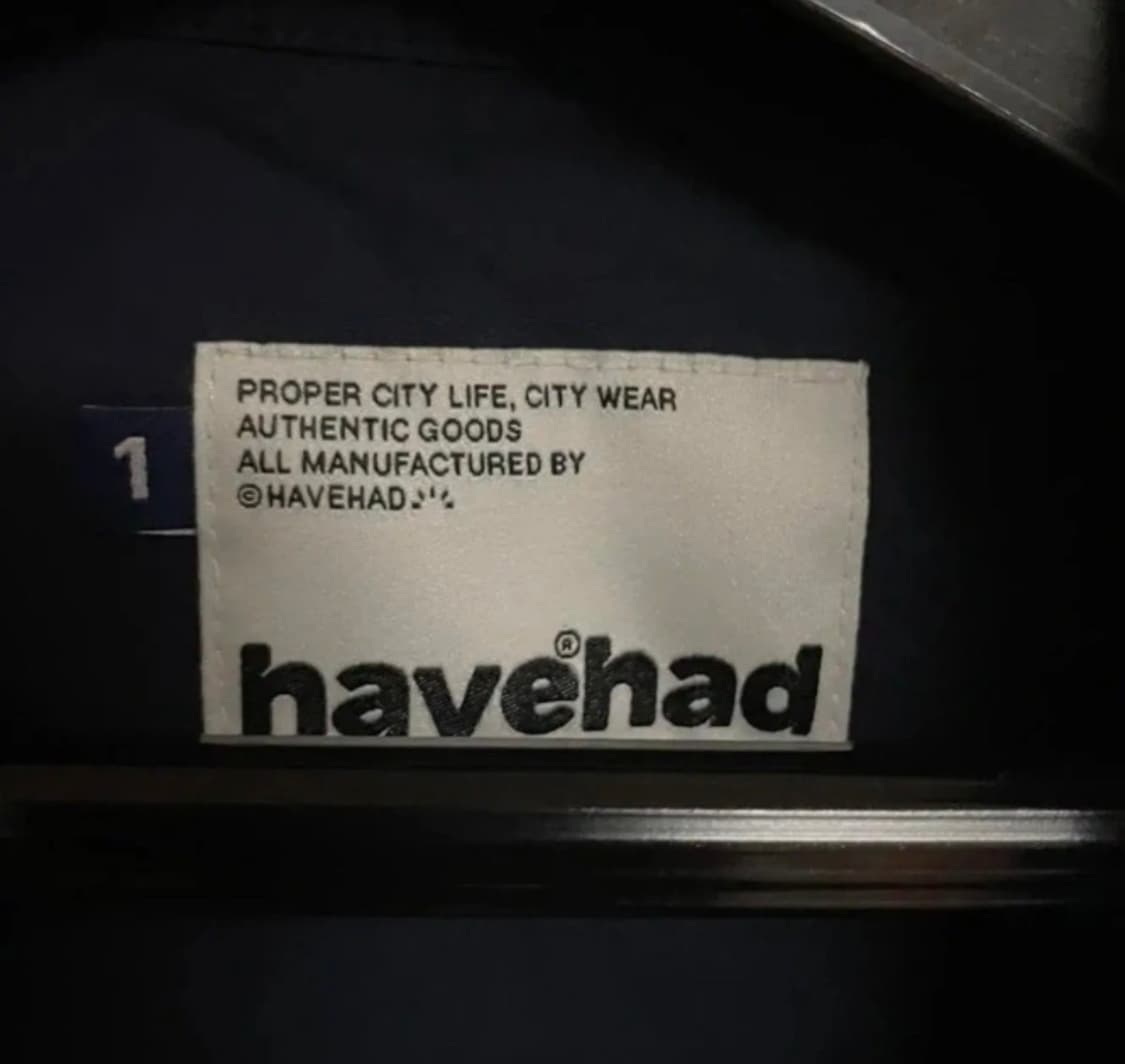 PROPER CITY LIFE, CITY WEAR
AUTHENTIC GOODS
ALL MANUFACTURED BY
©HAVEHAD
1
havehad®